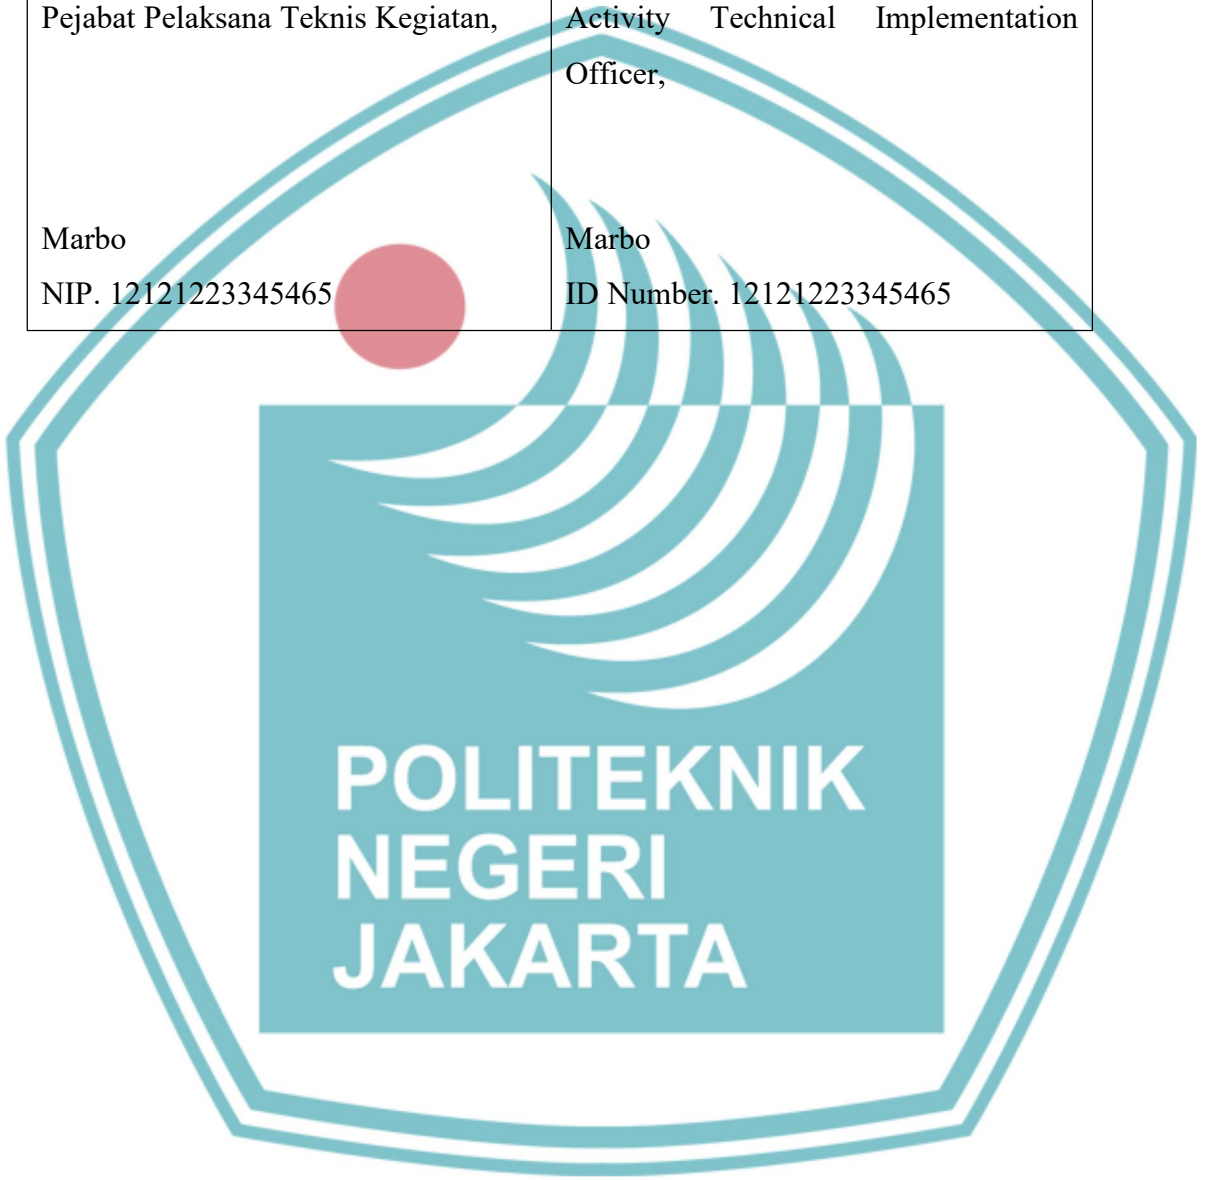 Pejabat Pelaksana Teknis Kegiatan,
Marbo
NIP. 12121223345465
Activity Technical Implementation
Officer,
Marbo
ID Number. 12121223345465
POLITEKNIK
NEGERI
JAKARTA